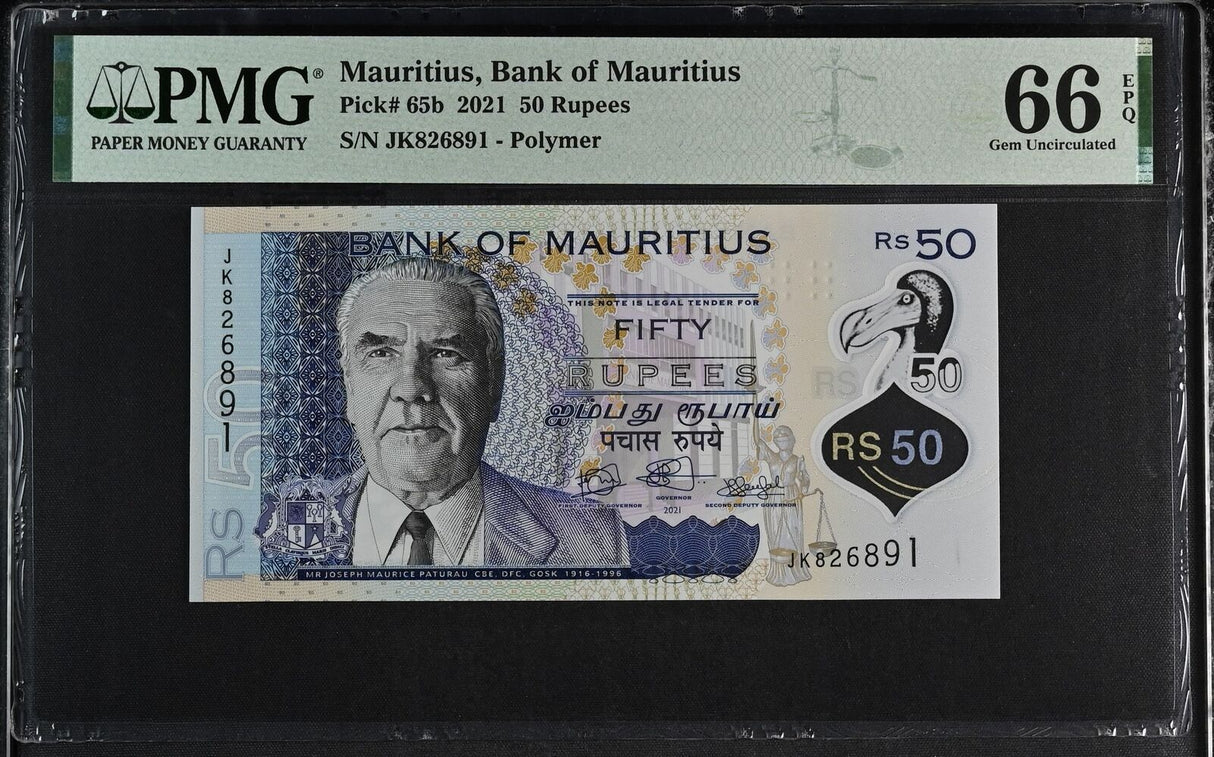 PMG®
PAPER MONEY GUARANTY
Mauritius, Bank of Mauritius
Pick# 65b 2021 50 Rupees
S/N JK826891 - Polymer
66
EPQ
Gem Uncirculated
BANK OF MAURITIUS
RS 50
JK826891
THIS NOTE IS LEGAL TENDER FOR
FIFTY
RUPEES
ஐம்பது ரூபாய்
पचास रुपये
RS 50
RS 50
RS 50
FIRST DEPUTY GOVERNOR
GOVERNOR
2021
SECOND DEPUTY GOVERNOR
JK826891
MR JOSEPH MAURICE PATURAU CBE, DFC, GOSK 1916-1996